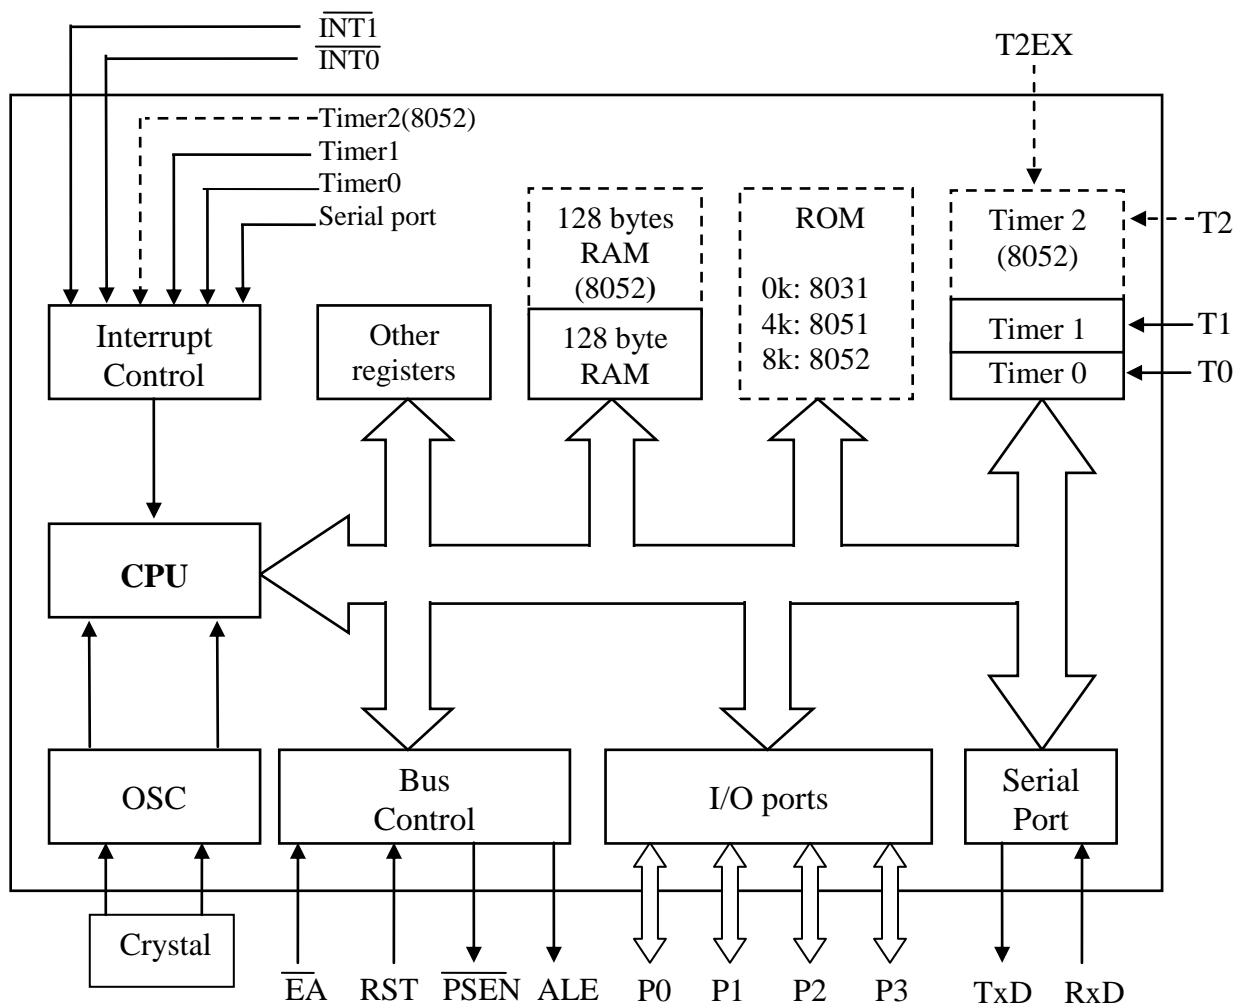 INT1
INT0
T2EX
Timer2(8052)
Timer1
Timer0
Serial port
128 bytes
RAM
(8052)
128 byte
RAM
ROM
0k: 8031
4k: 8051
8k: 8052
Timer 2
(8052)
Timer 1
Timer 0
T2
T1
T0
Interrupt
Control
Other
registers
CPU
OSC
Bus
Control
I/O ports
Serial
Port
Crystal
EA
RST
PSEN
ALE
P0
P1
P2
P3
TxD
RxD